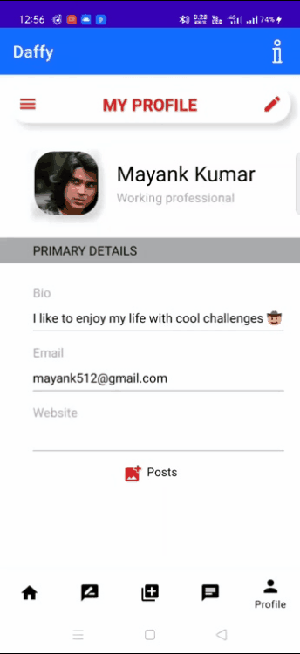 12:56
74%
Daffy
MY PROFILE
Mayank Kumar
Working professional
PRIMARY DETAILS
Bio
I like to enjoy my life with cool challenges 🤠
Email
mayank512@gmail.com
Website
Posts
Profile